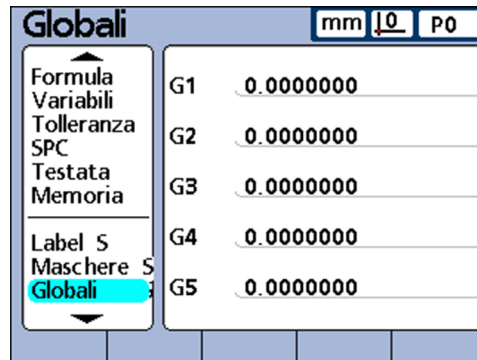 Globali mm 0 P0
Formula
Variabili
Tolleranza
SPC
Testata
Memoria
Label S
Maschere S
Globali
G1 0.0000000
G2 0.0000000
G3 0.0000000
G4 0.0000000
G5 0.0000000